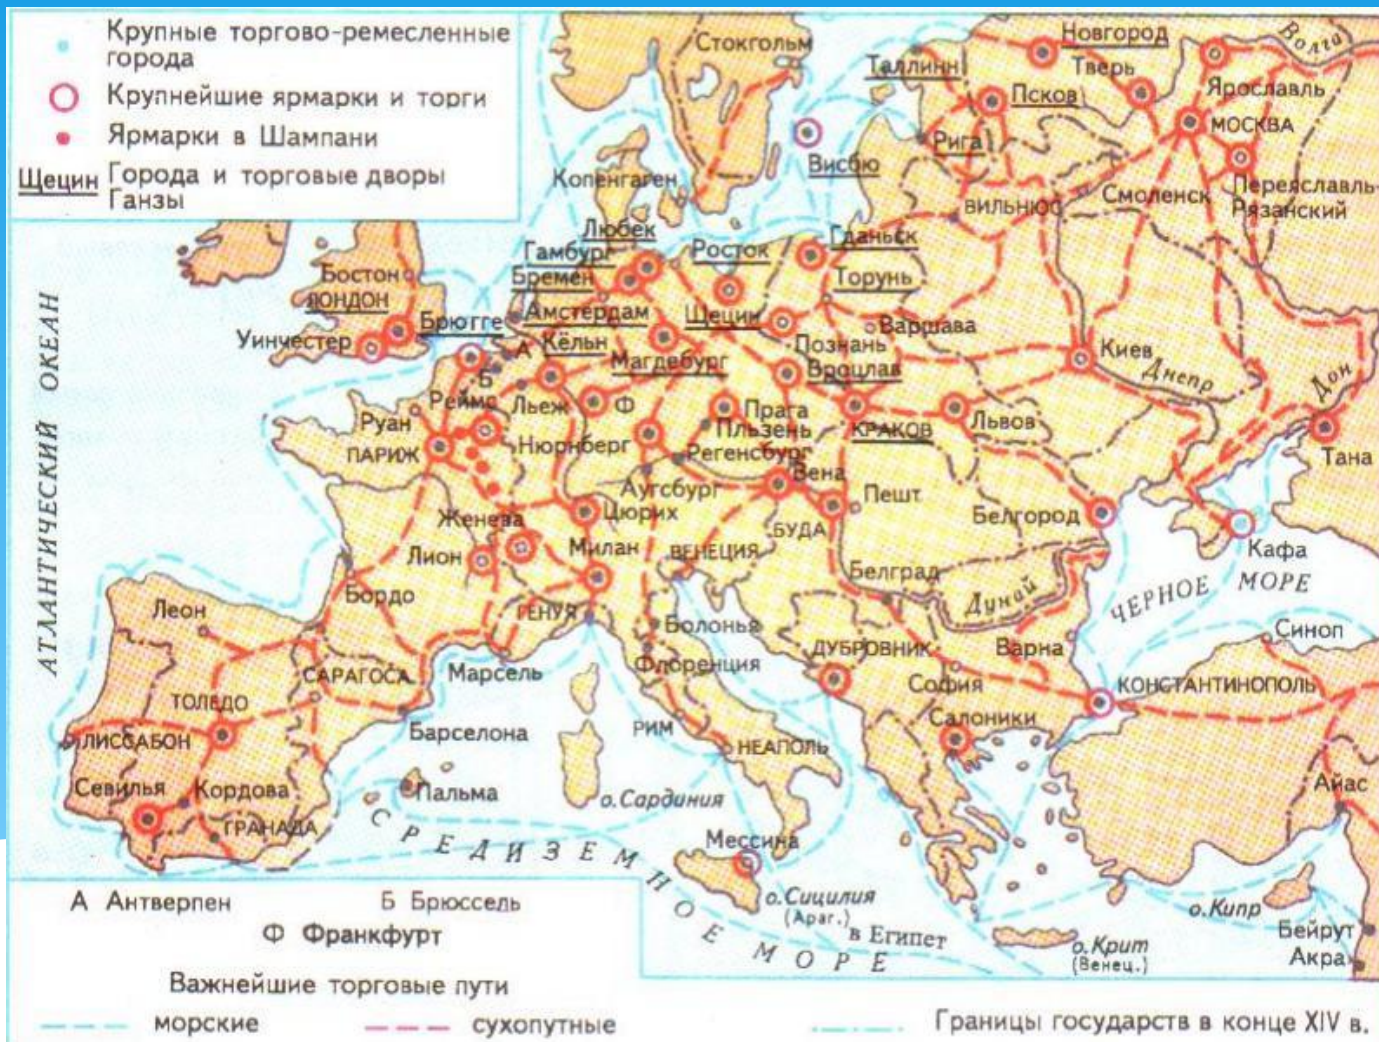 Крупные торгово-ремесленные
города
Крупнейшие ярмарки и торги
Ярмарки в Шампани
Щецин Города и торговые дворы
Ганзы
Стокгольм
Новгород
Волга
Таллинн
Тверь
Псков
Ярославль
МОСКВА
Рига
Висбю
Копенгаген
ВИЛЬНЮС
Смоленск
Переяславль-
Рязанский
Любек
Гамбург
Росток
Гданьск
Бремен
Торунь
Бостон
ЛОНДОН
Брюгге
Амстердам
Щецин
Варшава
Уинчестер
А
Кёльн
Познань
Киев
Магдебург
Вроцлав
Днепр
Дон
Б
Реймс
Льеж
Ф
Прага
Руан
Нюрнберг
Пльзень
КРАКОВ
Львов
ПАРИЖ
Регенсбург
Тана
Вена
Аугсбург
Пешт
Цюрих
Женева
БУДА
Белгород
Лион
Милан
ВЕНЕЦИЯ
Кафа
Белград
Бордо
Дунай
ЧЕРНОЕ МОРЕ
ГЕНУЯ
Леон
Болонья
Синоп
ДУБРОВНИК
Варна
Марсель
Флоренция
САРАГОСА
София
КОНСТАНТИНОПОЛЬ
ТОЛЕДО
РИМ
Салоники
ЛИССАБОН
Барселона
НЕАПОЛЬ
Севилья
Кордова
Пальма
о.Сардиния
Айас
ГРАНАДА
АТЛАНТИЧЕСКИЙ ОКЕАН
СРЕДИЗЕМНОЕ МОРЕ
Мессина
о.Сицилия
(Араг.)
в Египет
о.Кипр
о.Крит
(Венец.)
Бейрут
Акра
А Антверпен
Б Брюссель
Ф Франкфурт
Важнейшие торговые пути
морские
сухопутные
Границы государств в конце XIV в.